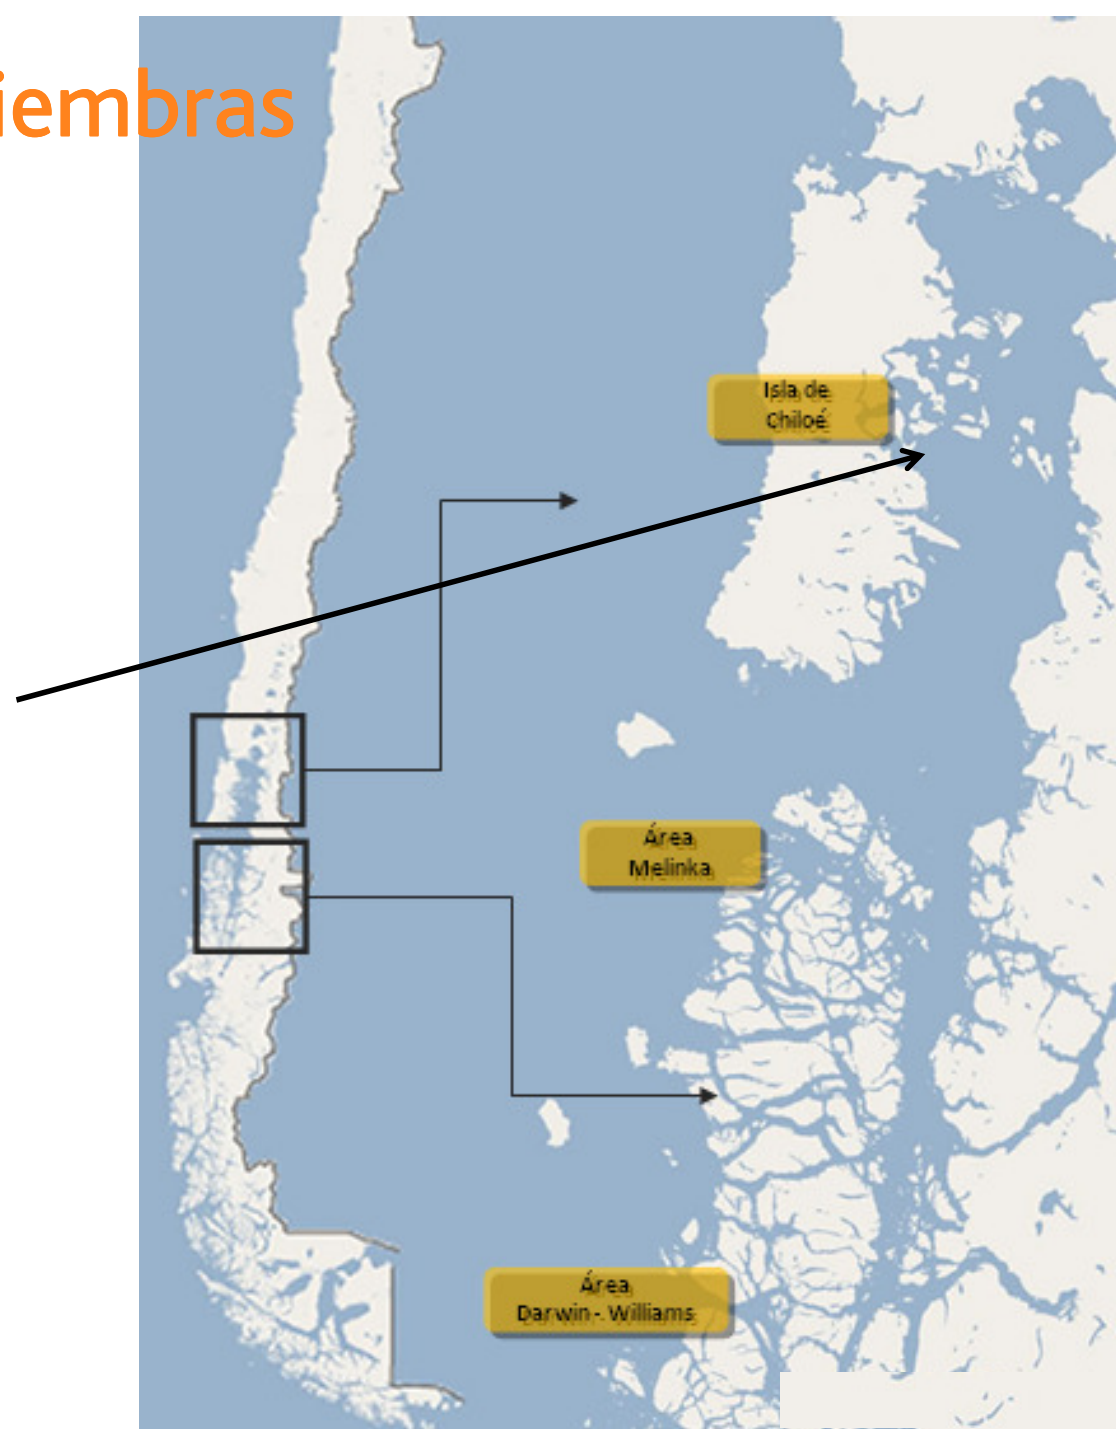 iembras
Isla de
Chiloé
Área
Melinka
Área
Darwin - Williams